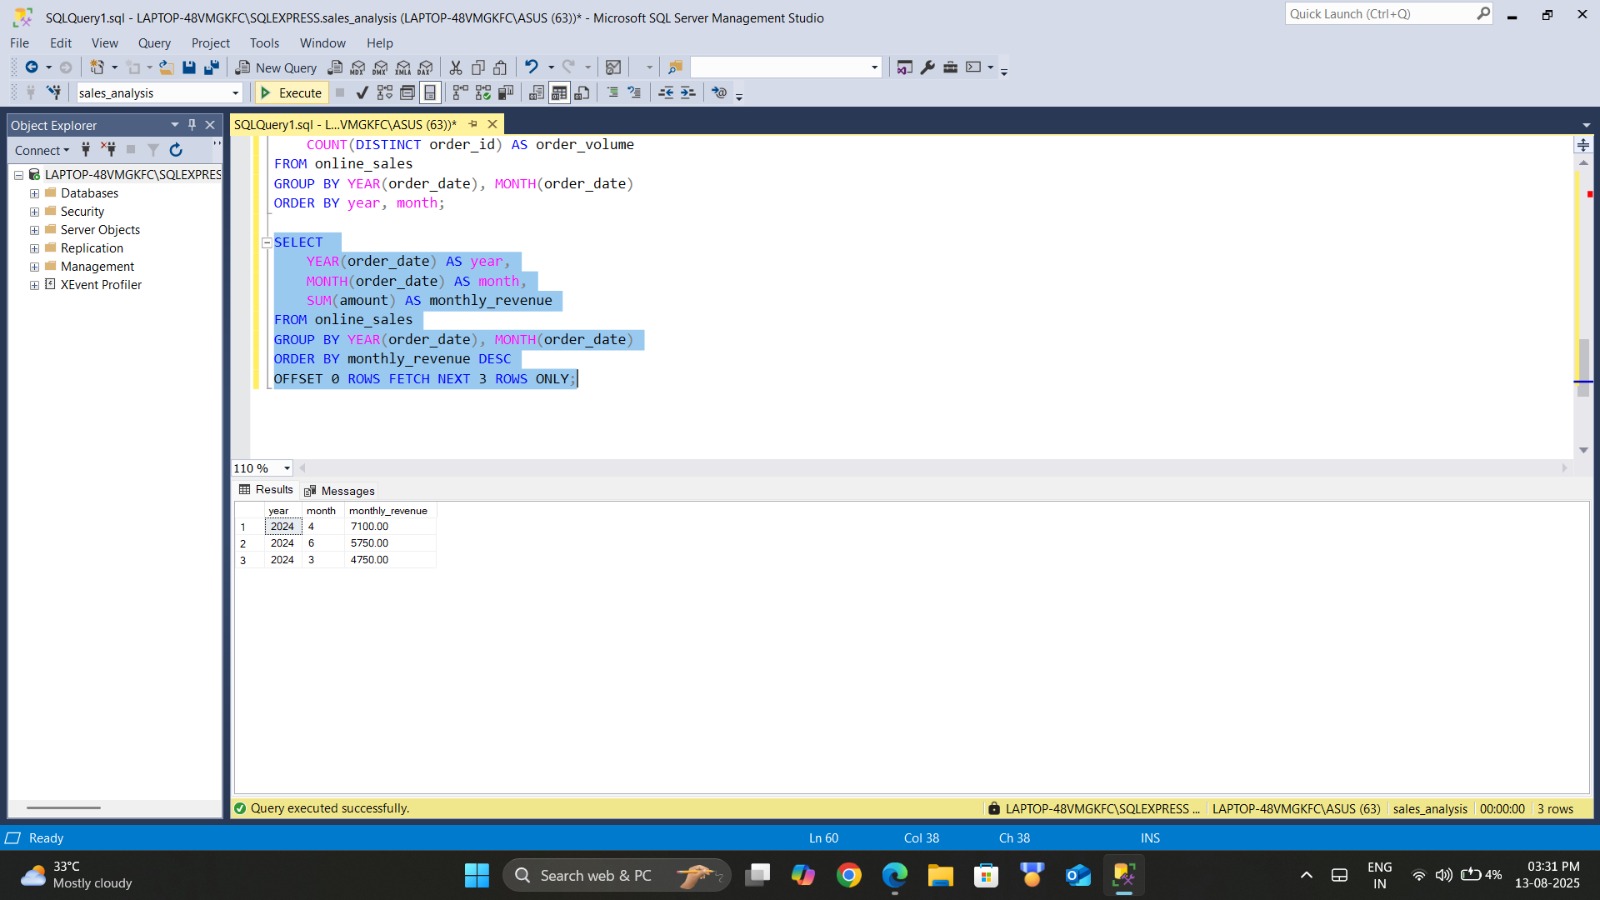 SQLQuery1.sql - LAPTOP-48VMGKFC\SQLEXPRESS.sales_analysis (LAPTOP-48VMGKFC\ASUS (63))* - Microsoft SQL Server Management Studio
Quick Launch (Ctrl+Q)
File Edit View Query Project Tools Window Help
New Query
MDX DMX XMLA DAX
sales_analysis
Execute
Object Explorer
SQLQuery1.sql - L...VMGKFC\ASUS (63))*
Connect
LAPTOP-48VMGKFC\SQLEXPRES
Databases
Security
Server Objects
Replication
Management
XEvent Profiler
COUNT(DISTINCT order_id) AS order_volume
FROM online_sales
GROUP BY YEAR(order_date), MONTH(order_date)
ORDER BY year, month;
SELECT
YEAR(order_date) AS year,
MONTH(order_date) AS month,
SUM(amount) AS monthly_revenue
FROM online_sales
GROUP BY YEAR(order_date), MONTH(order_date)
ORDER BY monthly_revenue DESC
OFFSET 0 ROWS FETCH NEXT 3 ROWS ONLY;
110 %
Results Messages
year month monthly_revenue
1 2024 4 7100.00
2 2024 6 5750.00
3 2024 3 4750.00
Query executed successfully.
LAPTOP-48VMGKFC\SQLEXPRESS ... LAPTOP-48VMGKFC\ASUS (63) sales_analysis 00:00:00 3 rows
Ready
Ln 60 Col 38 Ch 38 INS
33°C
Mostly cloudy
Search web & PC
ENG
IN
4%
03:31 PM
13-08-2025